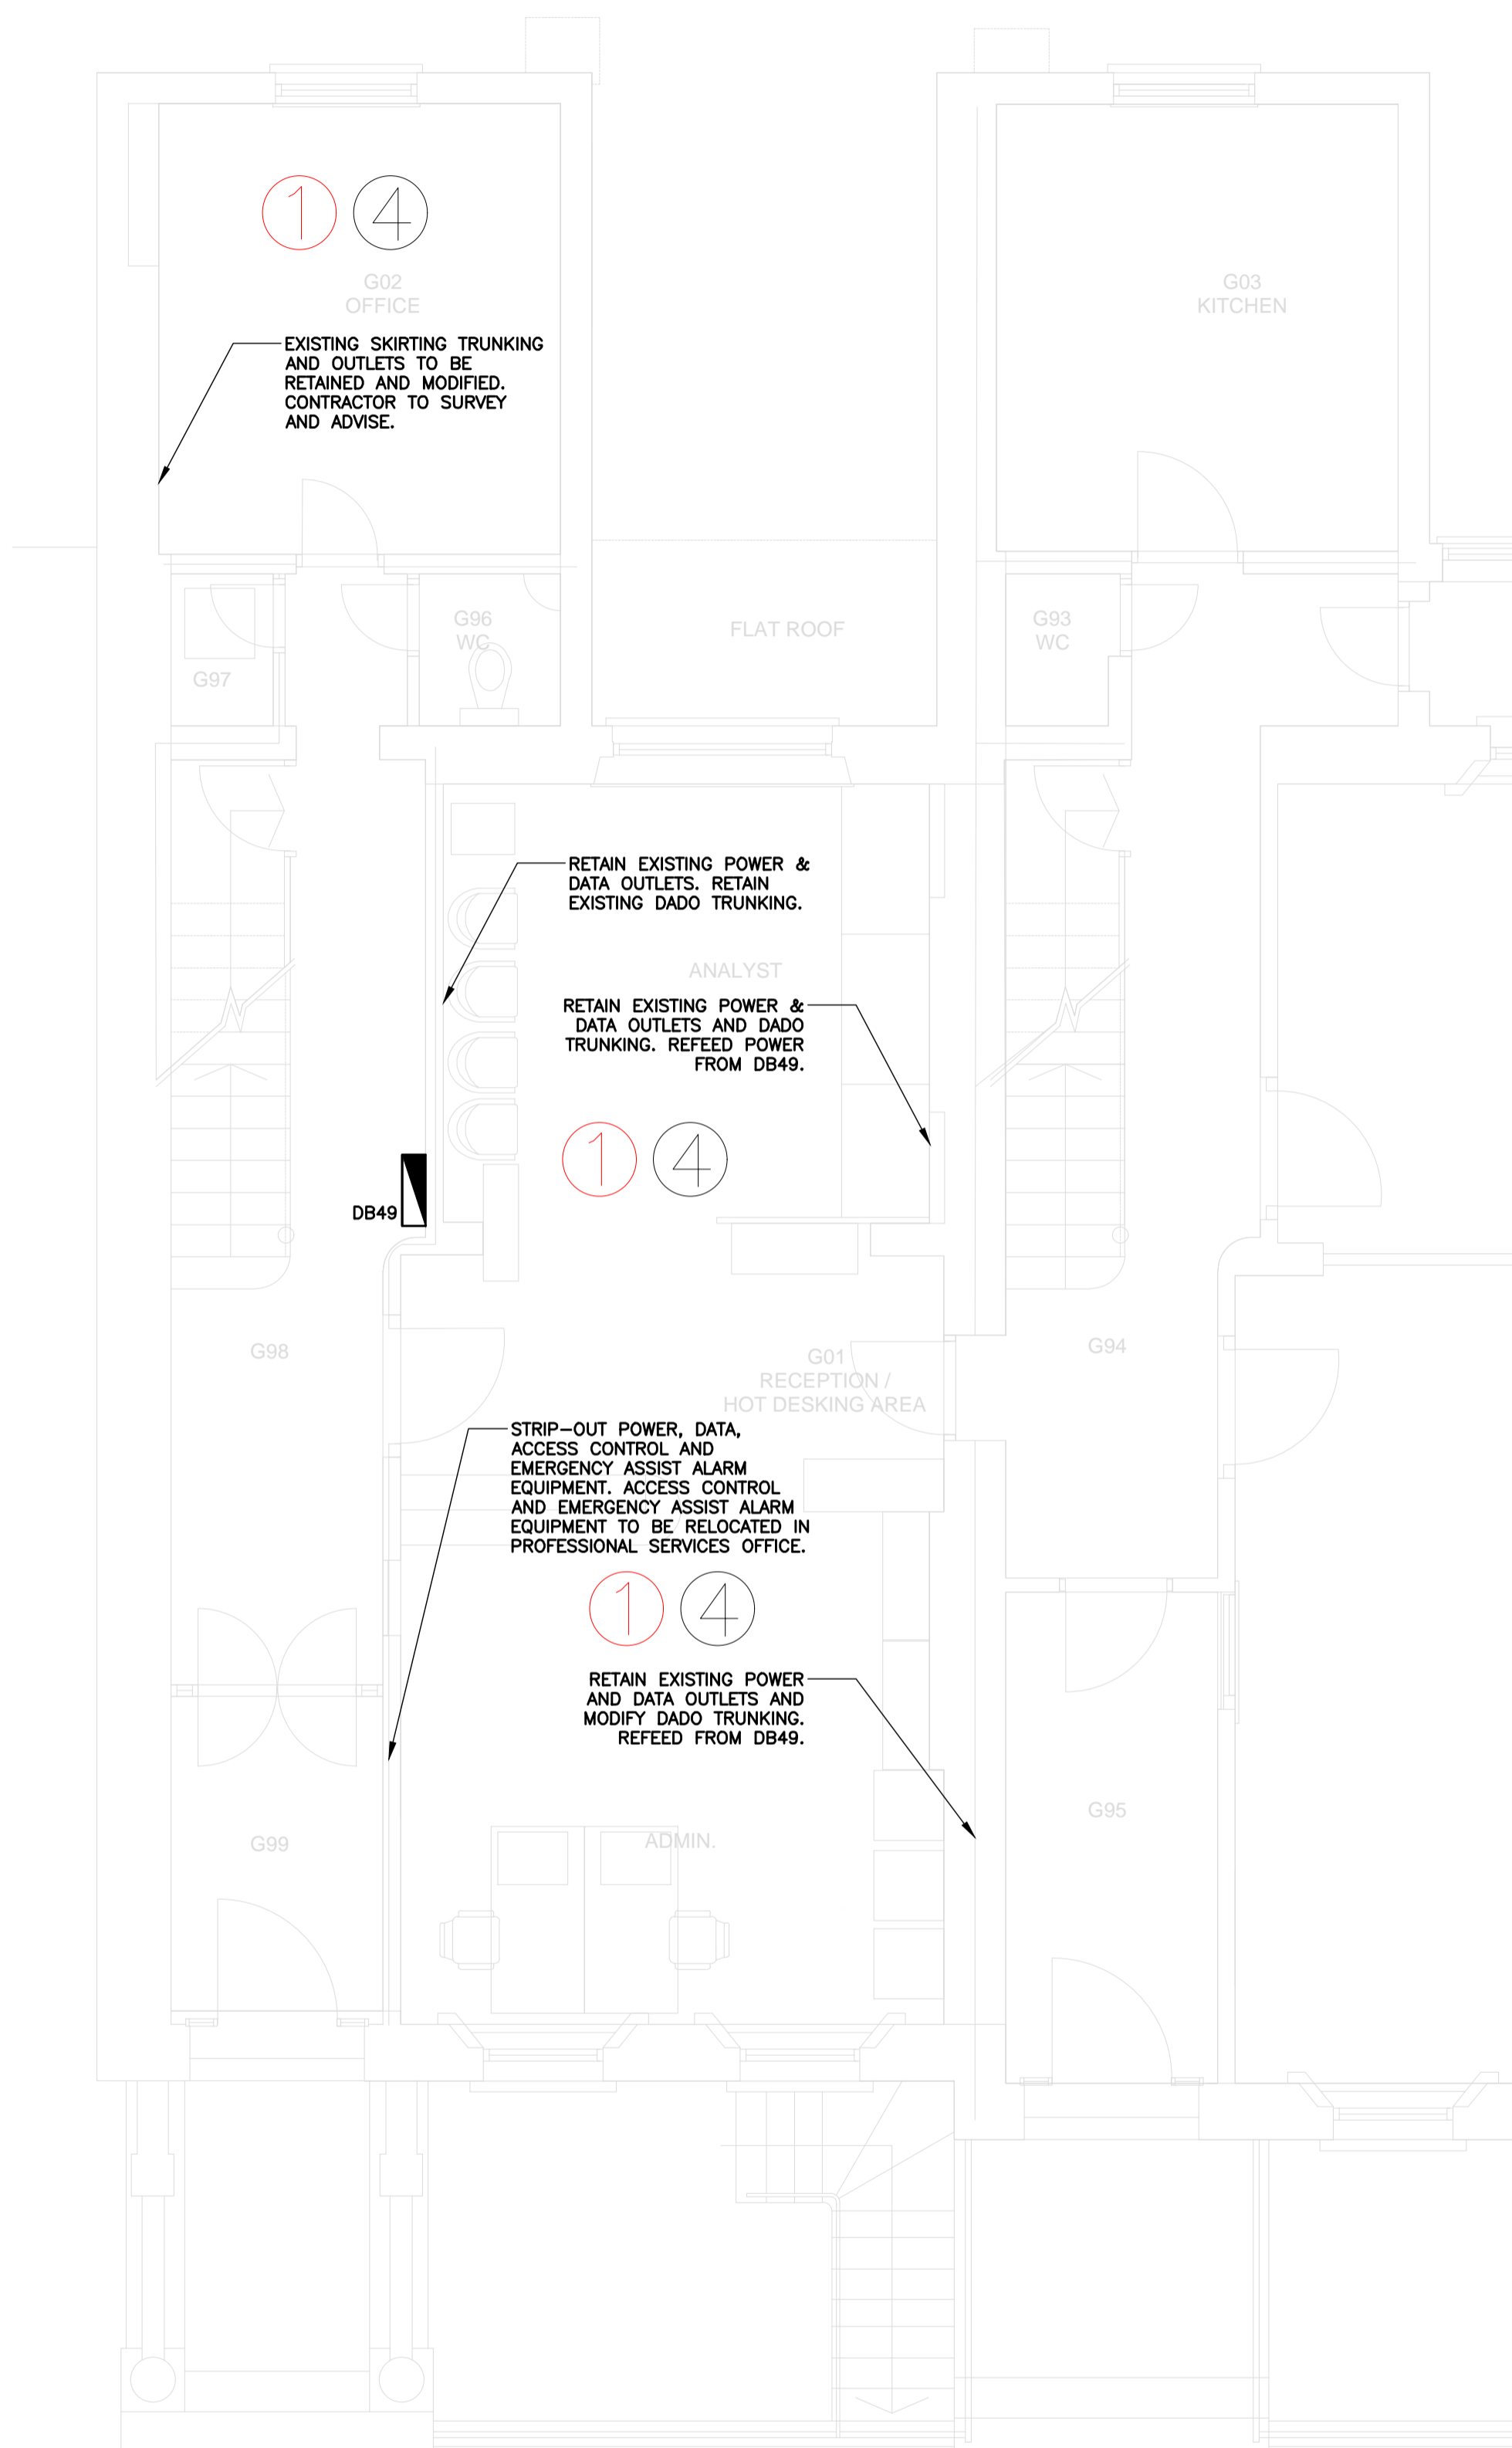 1 4
G02
OFFICE
G03
KITCHEN
EXISTING SKIRTING TRUNKING
AND OUTLETS TO BE
RETAINED AND MODIFIED.
CONTRACTOR TO SURVEY
AND ADVISE.
G96
WC
FLAT ROOF
G93
WC
G97
RETAIN EXISTING POWER &
DATA OUTLETS. RETAIN
EXISTING DADO TRUNKING.
ANALYST
RETAIN EXISTING POWER &
DATA OUTLETS AND DADO
TRUNKING. REFEED POWER
FROM DB49.
1 4
DB49
G98
G01
RECEPTION /
HOT DESKING AREA
G94
STRIP-OUT POWER, DATA,
ACCESS CONTROL AND
EMERGENCY ASSIST ALARM
EQUIPMENT. ACCESS CONTROL
AND EMERGENCY ASSIST ALARM
EQUIPMENT TO BE RELOCATED IN
PROFESSIONAL SERVICES OFFICE.
1 4
RETAIN EXISTING POWER
AND DATA OUTLETS AND
MODIFY DADO TRUNKING.
REFEED FROM DB49.
G95
G99
ADMIN.